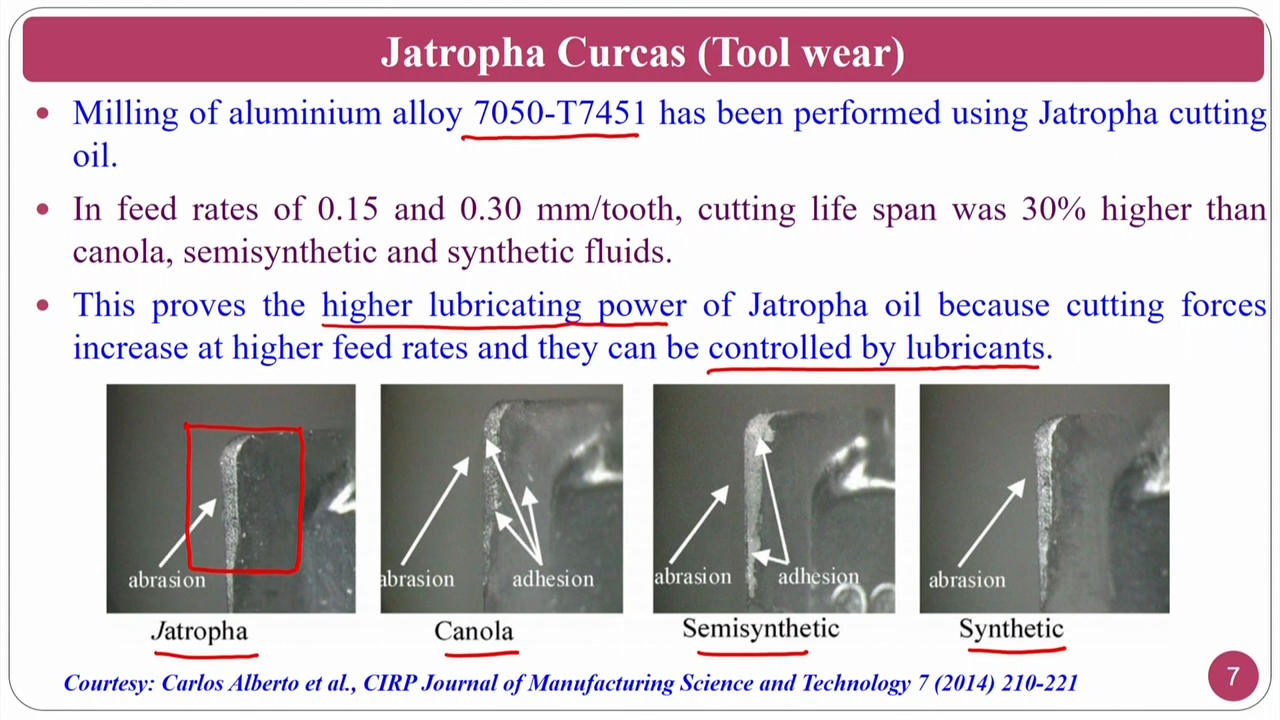 Jatropha Curcas (Tool wear)
• Milling of aluminium alloy 7050-T7451 has been performed using Jatropha cutting
oil.
• In feed rates of 0.15 and 0.30 mm/tooth, cutting life span was 30% higher than
canola, semisynthetic and synthetic fluids.
• This proves the higher lubricating power of Jatropha oil because cutting forces
increase at higher feed rates and they can be controlled by lubricants.
abrasion
abrasion adhesion
abrasion adhesion
abrasion
Jatropha Canola Semisynthetic Synthetic
Courtesy: Carlos Alberto et al., CIRP Journal of Manufacturing Science and Technology 7 (2014) 210-221
7